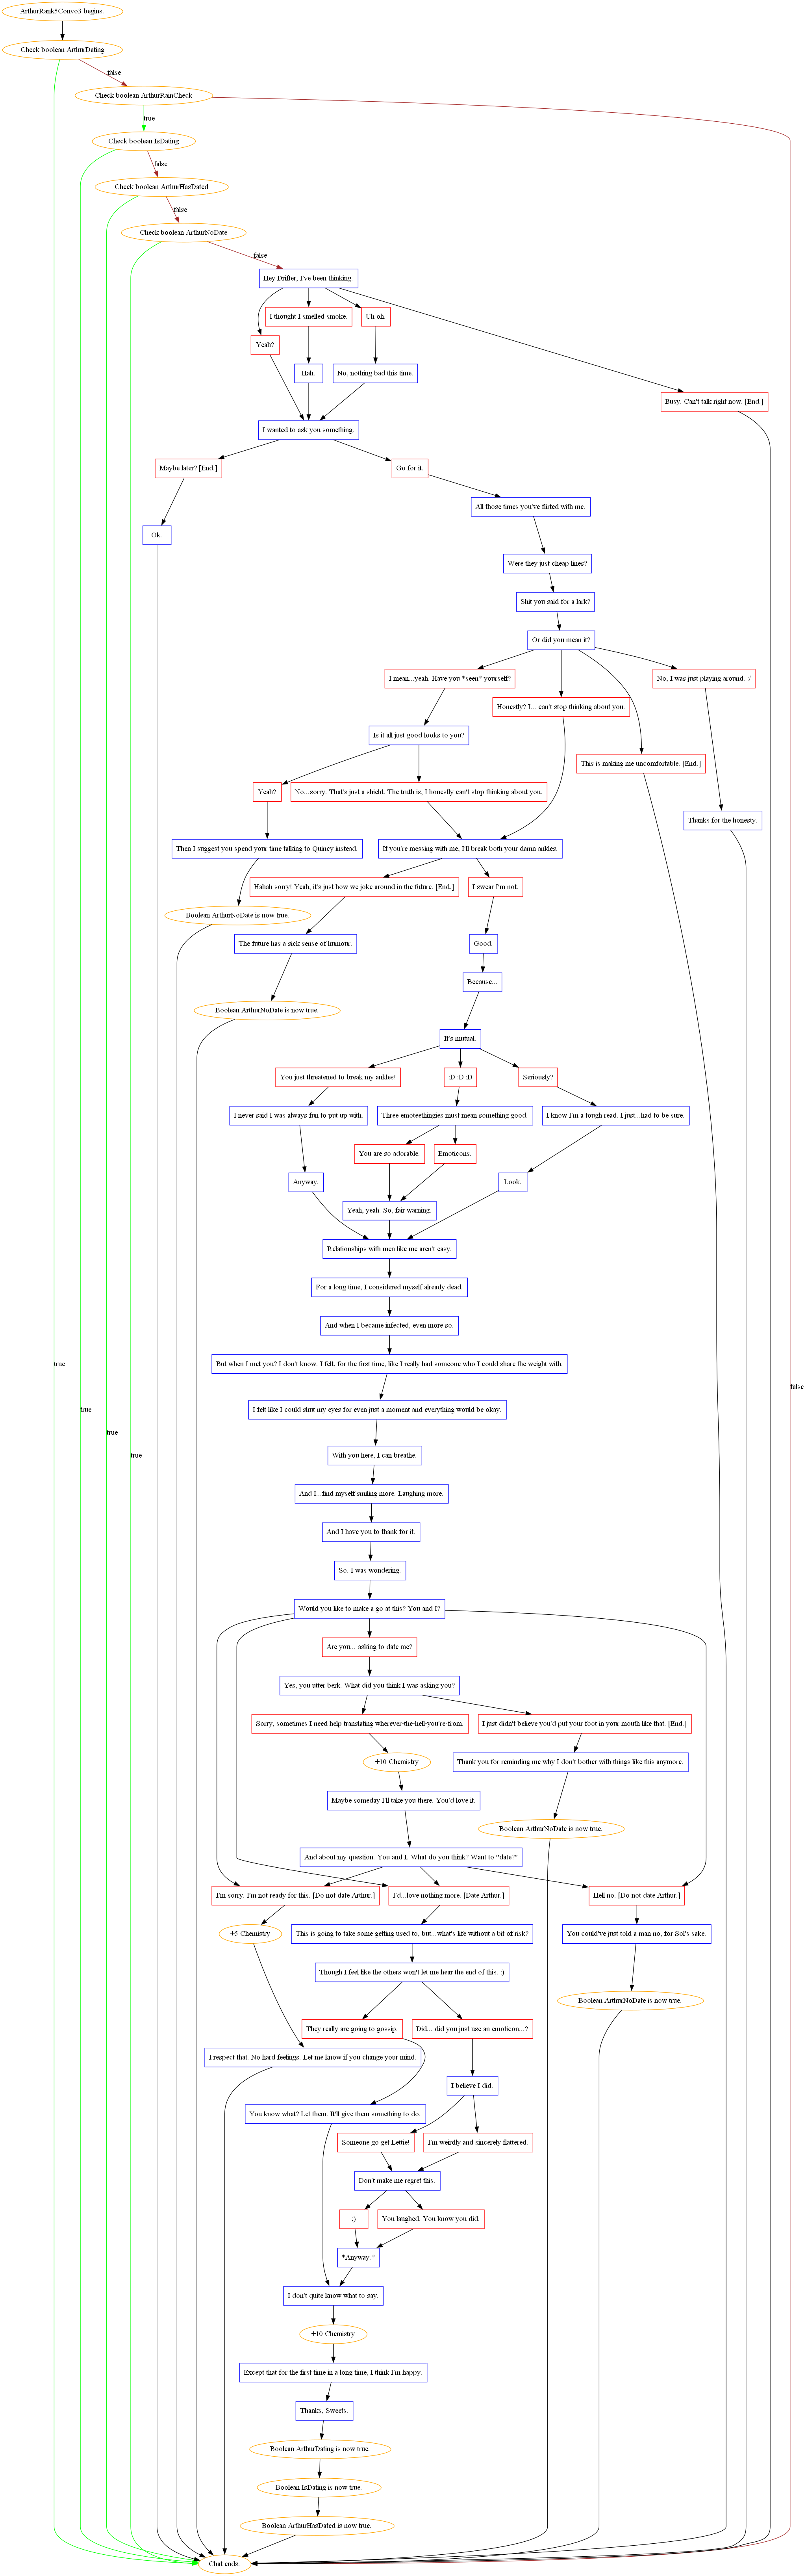 ArthurRank5Convo3 begins.
Check boolean ArthurDating
false
Check boolean ArthurRainCheck
true
Check boolean IsDating
false
Check boolean ArthurHasDated
false
Check boolean ArthurNoDate
false
Hey Drifter, I've been thinking.
I thought I smelled smoke.
Uh oh.
Yeah?
Hah.
No, nothing bad this time.
Busy. Can't talk right now. [End.]
I wanted to ask you something.
Maybe later? [End.]
Go for it.
All those times you've flirted with me.
Ok.
Were they just cheap lines?
Shit you said for a lark?
Or did you mean it?
I mean...yeah. Have you *seen* yourself?
No, I was just playing around. :/
Honestly? I... can't stop thinking about you.
Is it all just good looks to you?
This is making me uncomfortable. [End.]
Yeah?
No...sorry. That's just a shield. The truth is, I honestly can't stop thinking about you.
Thanks for the honesty.
Then I suggest you spend your time talking to Quincy instead.
If you're messing with me, I'll break both your damn ankles.
Hahah sorry! Yeah, it's just how we joke around in the future. [End.]
I swear I'm not.
Boolean ArthurNoDate is now true.
The future has a sick sense of humour.
Good.
Because...
Boolean ArthurNoDate is now true.
It's mutual.
You just threatened to break my ankles!
:D :D :D
Seriously?
I never said I was always fun to put up with.
Three emoteethingies must mean something good.
I know I'm a tough read. I just...had to be sure.
You are so adorable.
Emoticons.
Anyway.
Look.
Yeah, yeah. So, fair warning.
Relationships with men like me aren't easy.
For a long time, I considered myself already dead.
And when I became infected, even more so.
But when I met you? I don't know. I felt, for the first time, like I really had someone who I could share the weight with.
true
false
I felt like I could shut my eyes for even just a moment and everything would be okay.
true
true
With you here, I can breathe.
true
And I...find myself smiling more. Laughing more.
And I have you to thank for it.
So. I was wondering.
Would you like to make a go at this? You and I?
Are you... asking to date me?
Yes, you utter berk. What did you think I was asking you?
Sorry, sometimes I need help translating wherever-the-hell-you're-from.
I just didn't believe you'd put your foot in your mouth like that. [End.]
+10 Chemistry
Thank you for reminding me why I don't bother with things like this anymore.
Maybe someday I'll take you there. You'd love it.
Boolean ArthurNoDate is now true.
And about my question. You and I. What do you think? Want to "date?"
I'm sorry. I'm not ready for this. [Do not date Arthur.]
I'd...love nothing more. [Date Arthur.]
Hell no. [Do not date Arthur.]
+5 Chemistry
This is going to take some getting used to, but...what's life without a bit of risk?
You could've just told a man no, for Sol's sake.
Though I feel like the others won't let me hear the end of this. :)
Boolean ArthurNoDate is now true.
They really are going to gossip.
Did... did you just use an emoticon...?
I respect that. No hard feelings. Let me know if you change your mind.
I believe I did.
You know what? Let them. It'll give them something to do.
Someone go get Lettie!
I'm weirdly and sincerely flattered.
Don't make me regret this.
;)
You laughed. You know you did.
*Anyway.*
I don't quite know what to say.
+10 Chemistry
Except that for the first time in a long time, I think I'm happy.
Thanks, Sweets.
Boolean ArthurDating is now true.
Boolean IsDating is now true.
Boolean ArthurHasDated is now true.
Chat ends.